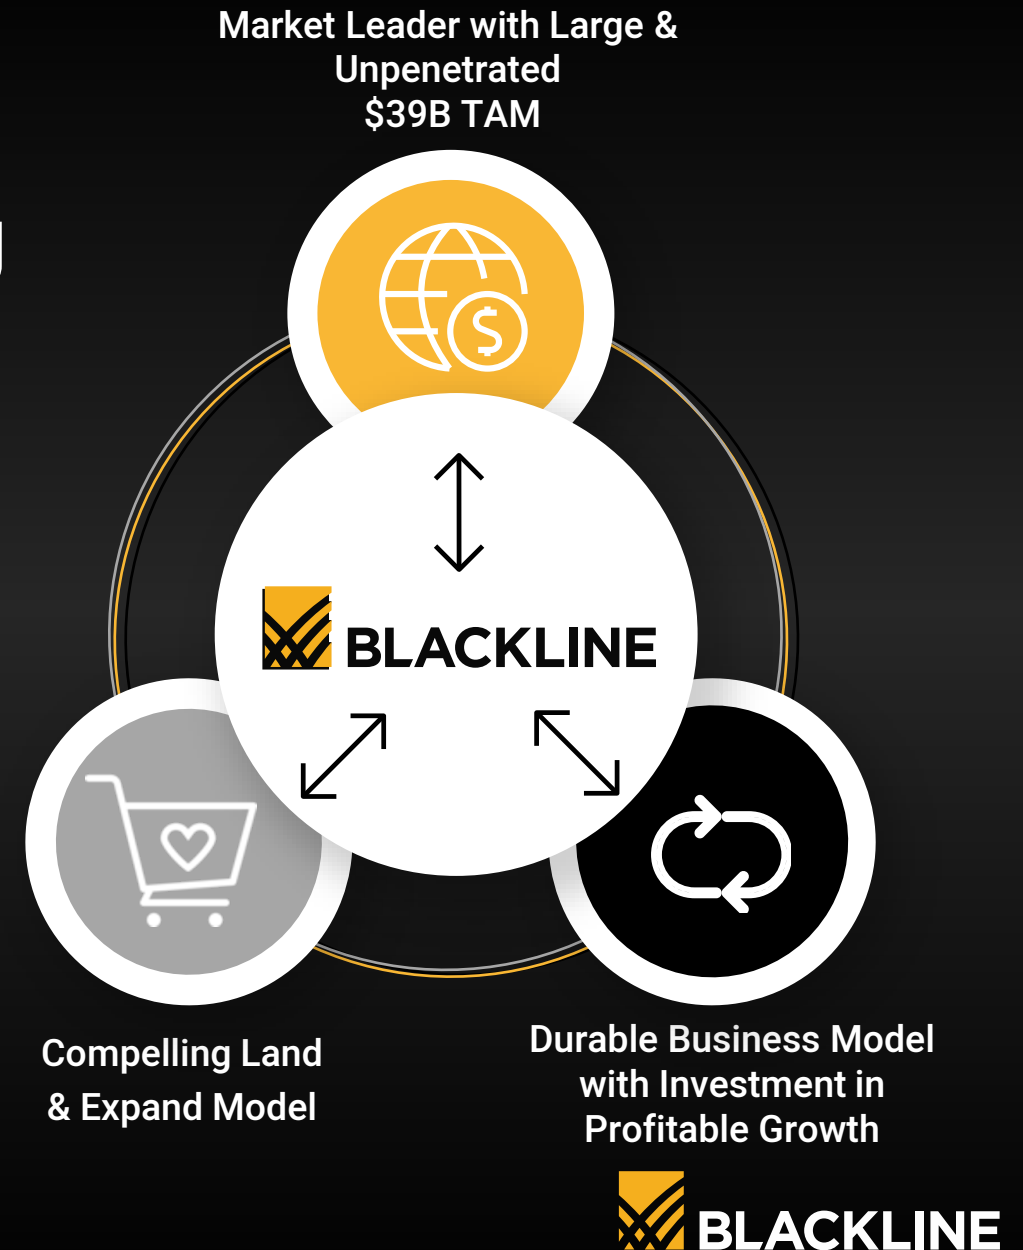 Market Leader with Large &
Unpenetrated
$39B TAM
$
BLACKLINE
Compelling Land
& Expand Model
Durable Business Model
with Investment in
Profitable Growth
BLACKLINE